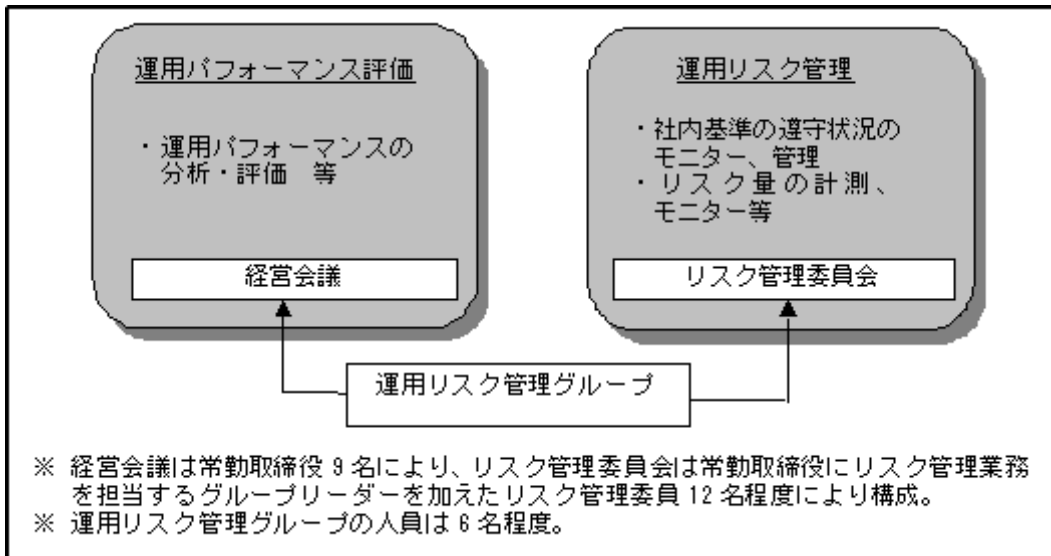 運用パフォーマンス評価
・運用パフォーマンスの
分析・評価 等
経営会議
運用リスク管理
・社内基準の遵守状況の
モニター、管理
・リスク量の計測、
モニター等
リスク管理委員会
運用リスク管理グループ
※ 経営会議は常勤取締役 9 名により、リスク管理委員会は常勤取締役にリスク管理業務
を担当するグループリーダーを加えたリスク管理委員 12 名程度により構成。
※ 運用リスク管理グループの人員は 6 名程度。